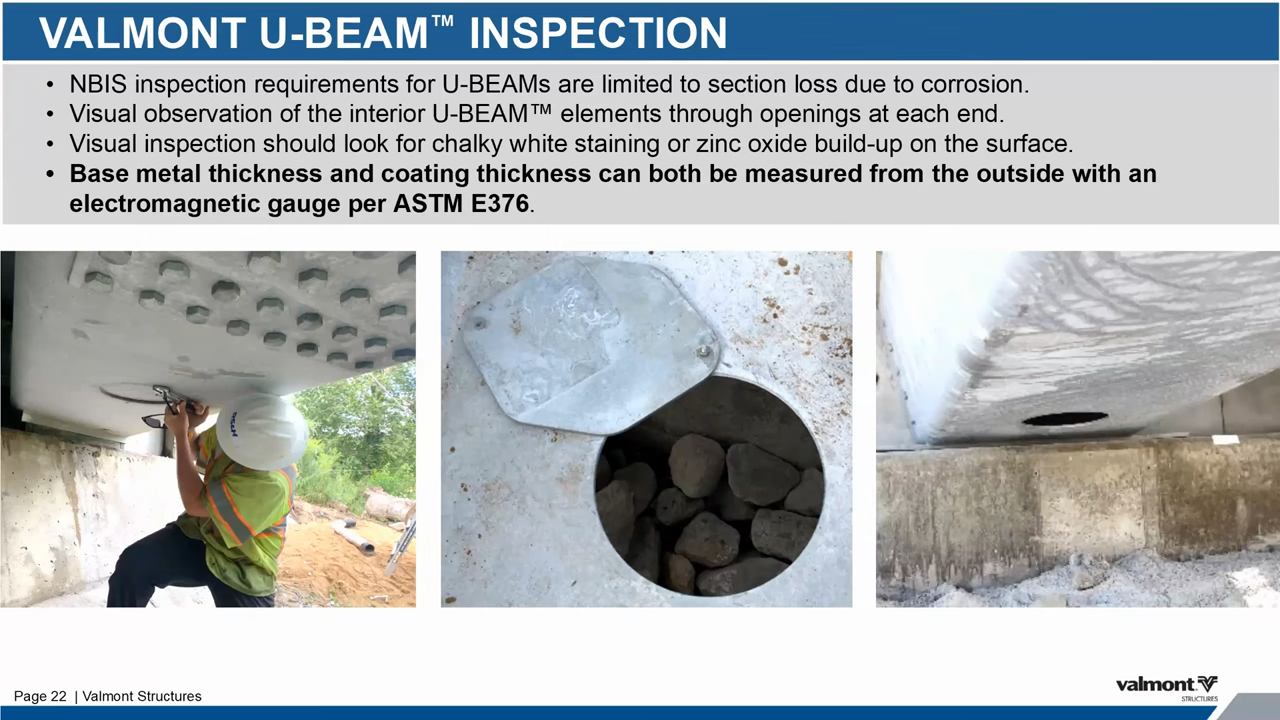 VALMONT U-BEAM™ INSPECTION
• NBIS inspection requirements for U-BEAMs are limited to section loss due to corrosion.
• Visual observation of the interior U-BEAM™ elements through openings at each end.
• Visual inspection should look for chalky white staining or zinc oxide build-up on the surface.
• Base metal thickness and coating thickness can both be measured from the outside with an
electromagnetic gauge per ASTM E376.
Page 22 | Valmont Structures
valmont
STRUCTURES